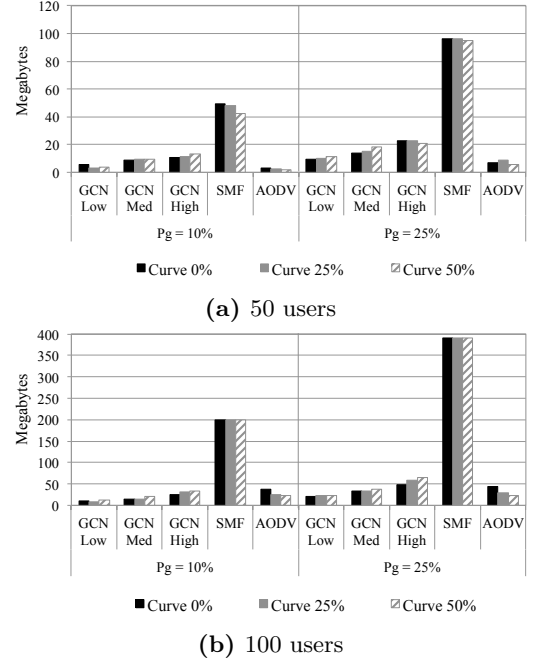 120
100
80
60
40
20
0
Megabytes
GCN Low GCN Med GCN High SMF AODV GCN Low GCN Med GCN High SMF AODV
Pg = 10% Pg = 25%
Curve 0% Curve 25% Curve 50%
(a) 50 users
400
350
300
250
200
150
100
50
0
Megabytes
GCN Low GCN Med GCN High SMF AODV GCN Low GCN Med GCN High SMF AODV
Pg = 10% Pg = 25%
Curve 0% Curve 25% Curve 50%
(b) 100 users